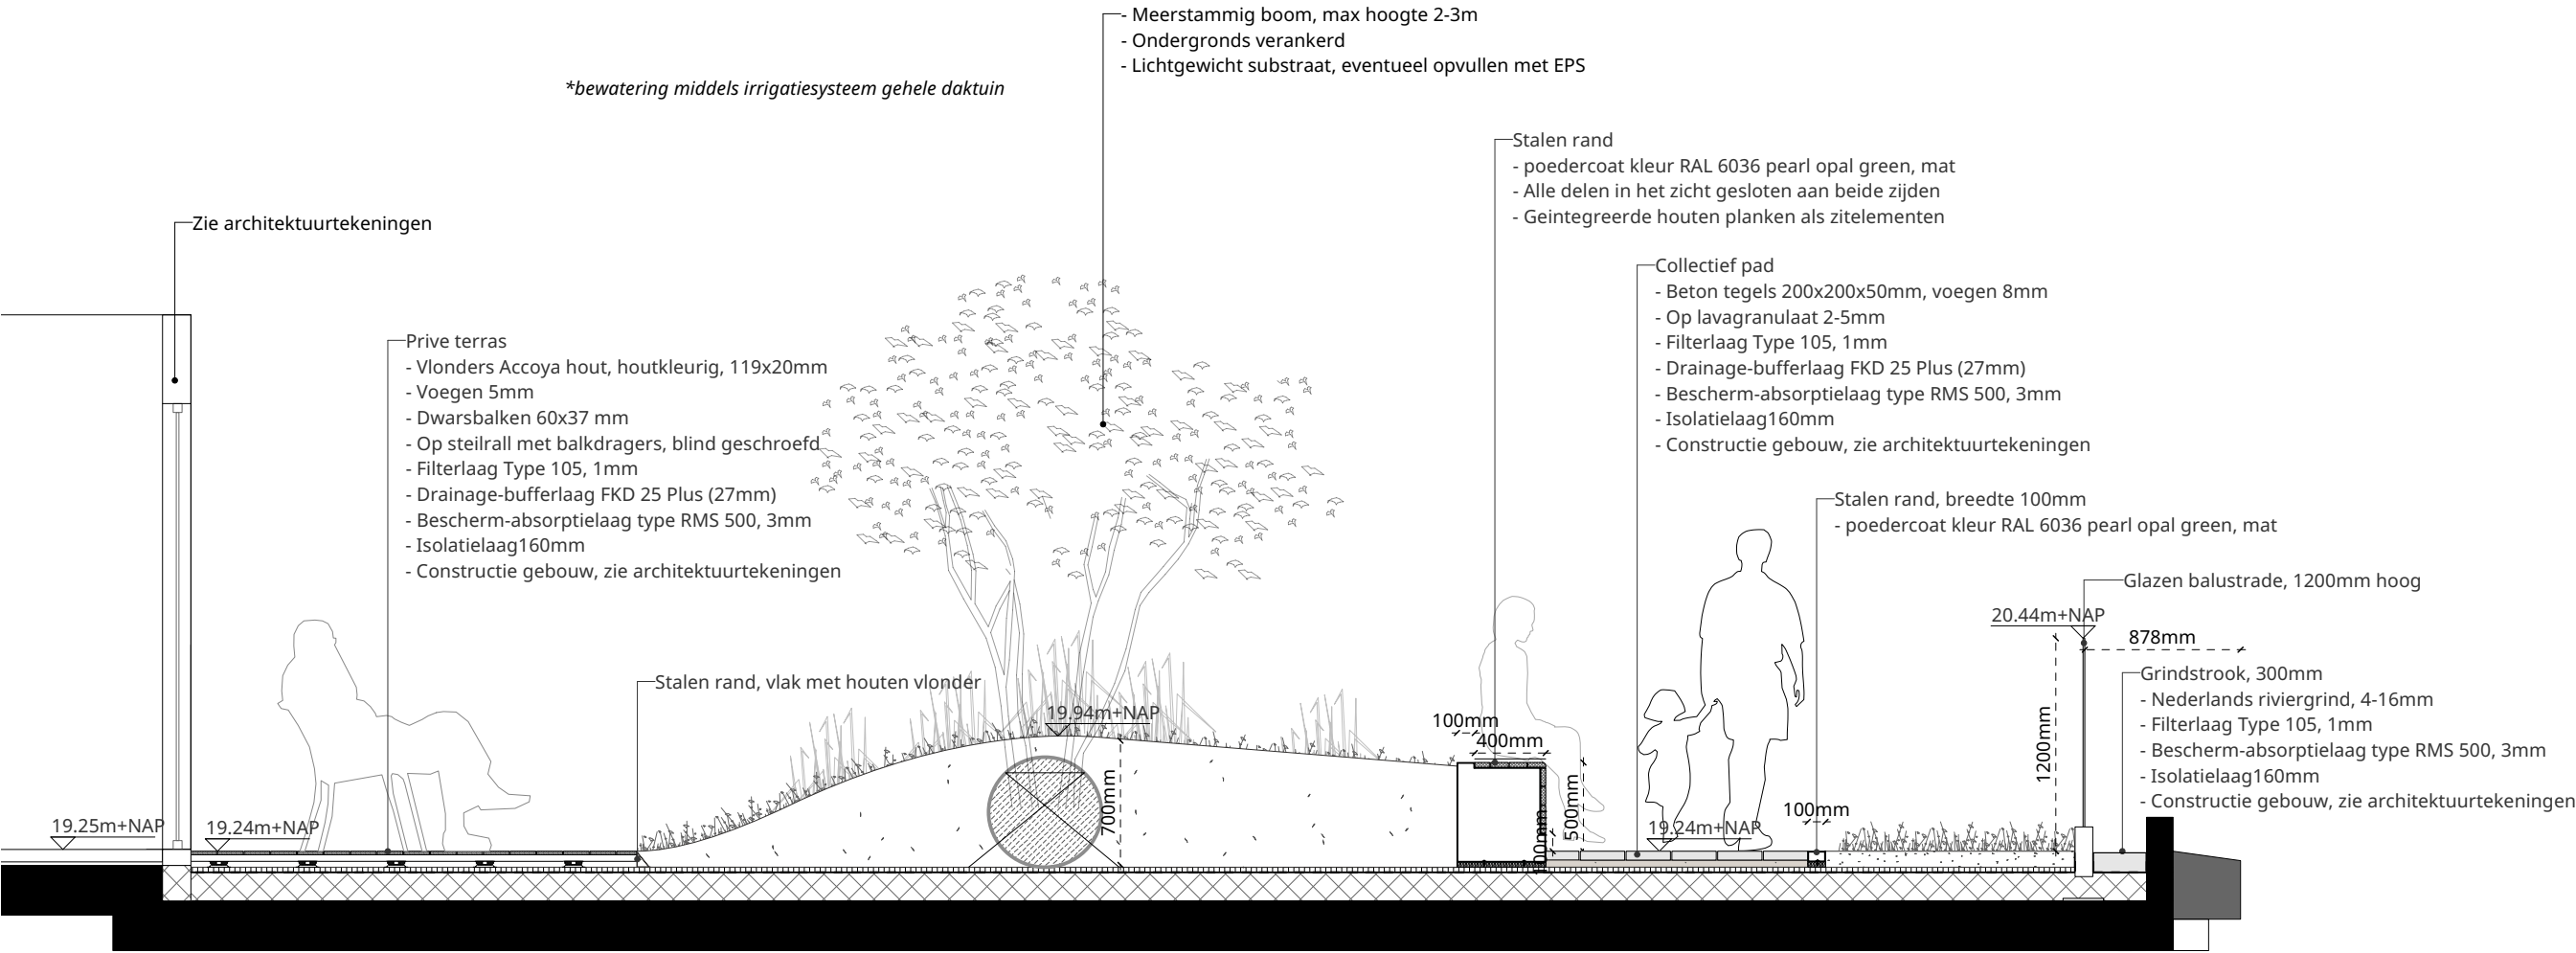 - Meerstammig boom, max hoogte 2-3m
- Ondergronds verankerd
- Lichtgewicht substraat, eventueel opvullen met EPS
*bewatering middels irrigatiesysteem gehele daktuin
Stalen rand
- poedercoat kleur RAL 6036 pearl opal green, mat
- Alle delen in het zicht gesloten aan beide zijden
- Geintegreerde houten planken als zitelementen
Zie architektuurtekeningen
Collectief pad
- Beton tegels 200x200x50mm, voegen 8mm
- Op lavagranulaat 2-5mm
- Filterlaag Type 105, 1mm
- Drainage-bufferlaag FKD 25 Plus (27mm)
- Bescherm-absorptielaag type RMS 500, 3mm
- Isolatielaag160mm
- Constructie gebouw, zie architektuurtekeningen
Prive terras
- Vlonders Accoya hout, houtkleurig, 119x20mm
- Voegen 5mm
- Dwarsbalken 60x37 mm
- Op steilrall met balkdragers, blind geschroefd
- Filterlaag Type 105, 1mm
- Drainage-bufferlaag FKD 25 Plus (27mm)
- Bescherm-absorptielaag type RMS 500, 3mm
- Isolatielaag160mm
- Constructie gebouw, zie architektuurtekeningen
Stalen rand, breedte 100mm
- poedercoat kleur RAL 6036 pearl opal green, mat
Glazen balustrade, 1200mm hoog
20.44m+NAP
878mm
Grindstrook, 300mm
- Nederlands riviergrind, 4-16mm
- Filterlaag Type 105, 1mm
- Bescherm-absorptielaag type RMS 500, 3mm
- Isolatielaag160mm
- Constructie gebouw, zie architektuurtekeningen
Stalen rand, vlak met houten vlonder
19.94m+NAP
100mm
400mm
1200mm
700mm
500mm
100mm
100mm
19.25m+NAP
19.24m+NAP
19.24m+NAP